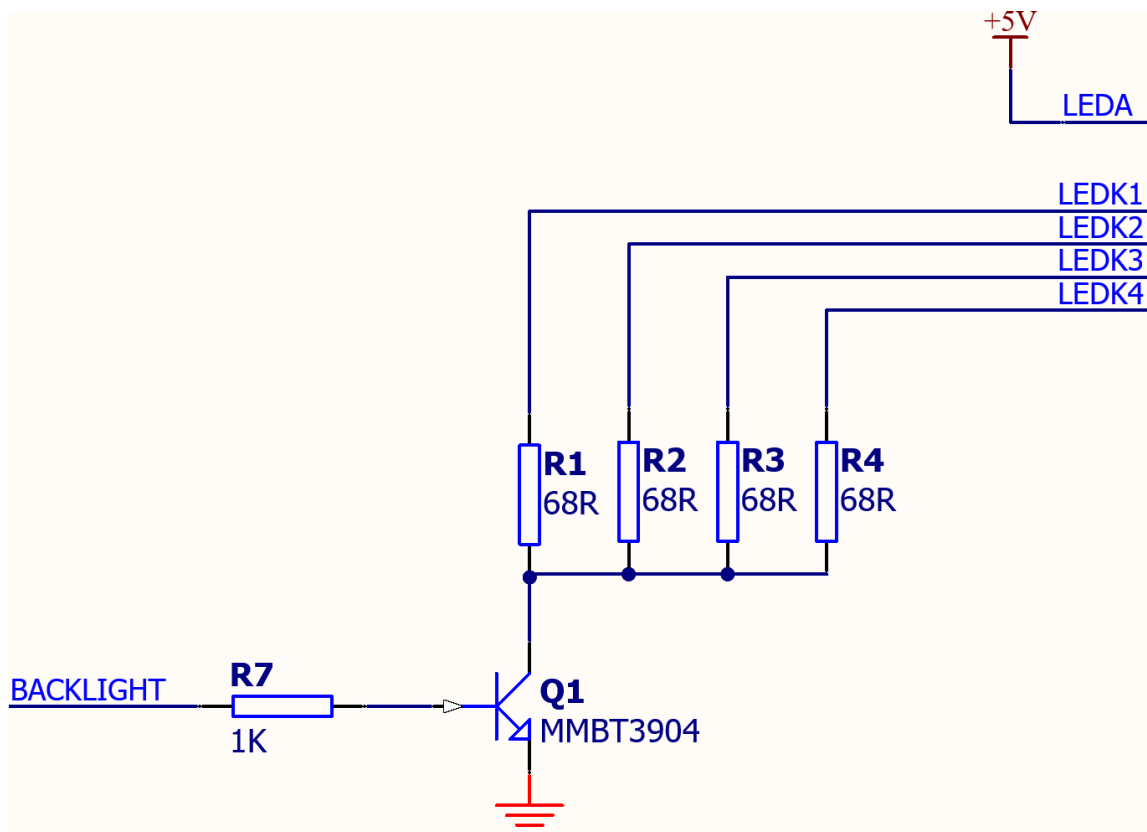 +5V
LEDA
LEDK1
LEDK2
LEDK3
LEDK4
R1
68R
R2
68R
R3
68R
R4
68R
BACKLIGHT
R7
1K
Q1
MMBT3904